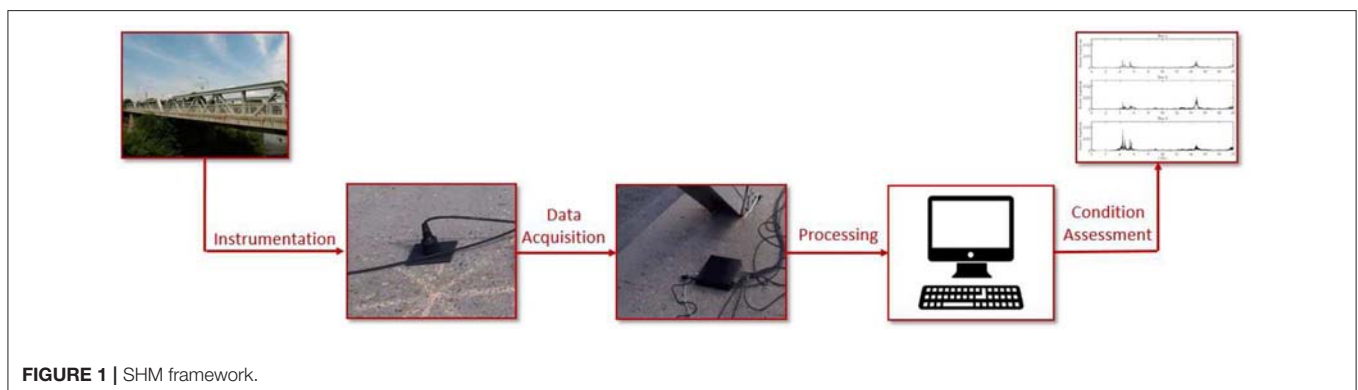 Instrumentation
Data
Acquisition
Processing
Condition
Assessment
FIGURE 1 | SHM framework.